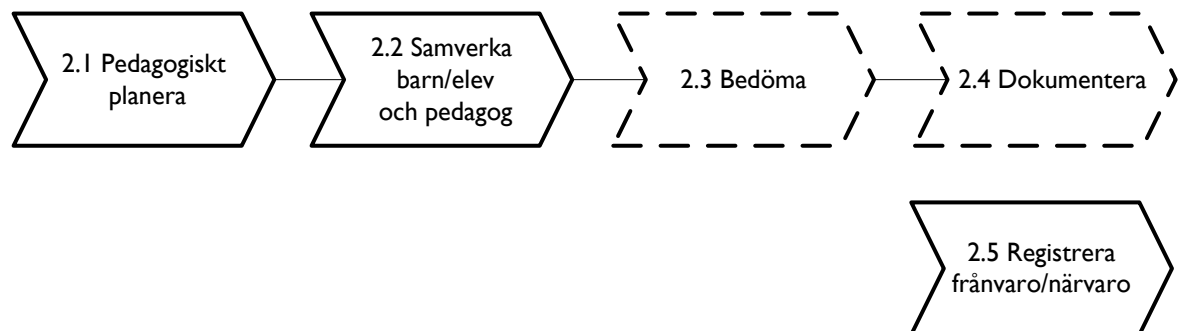 2.1 Pedagogiskt
planera
2.2 Samverka
barn/elev
och pedagog
2.3 Bedöma
2.4 Dokumentera
2.5 Registrera
frånvaro/närvaro